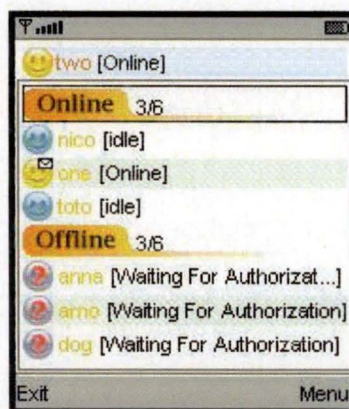 two [Online]
Online 3/6
nico [idle]
one [Online]
toto [idle]
Offline 3/6
anna [Waiting For Authorizat...]
arno [Waiting For Authorization]
dog [Waiting For Authorization]
Exit Menu